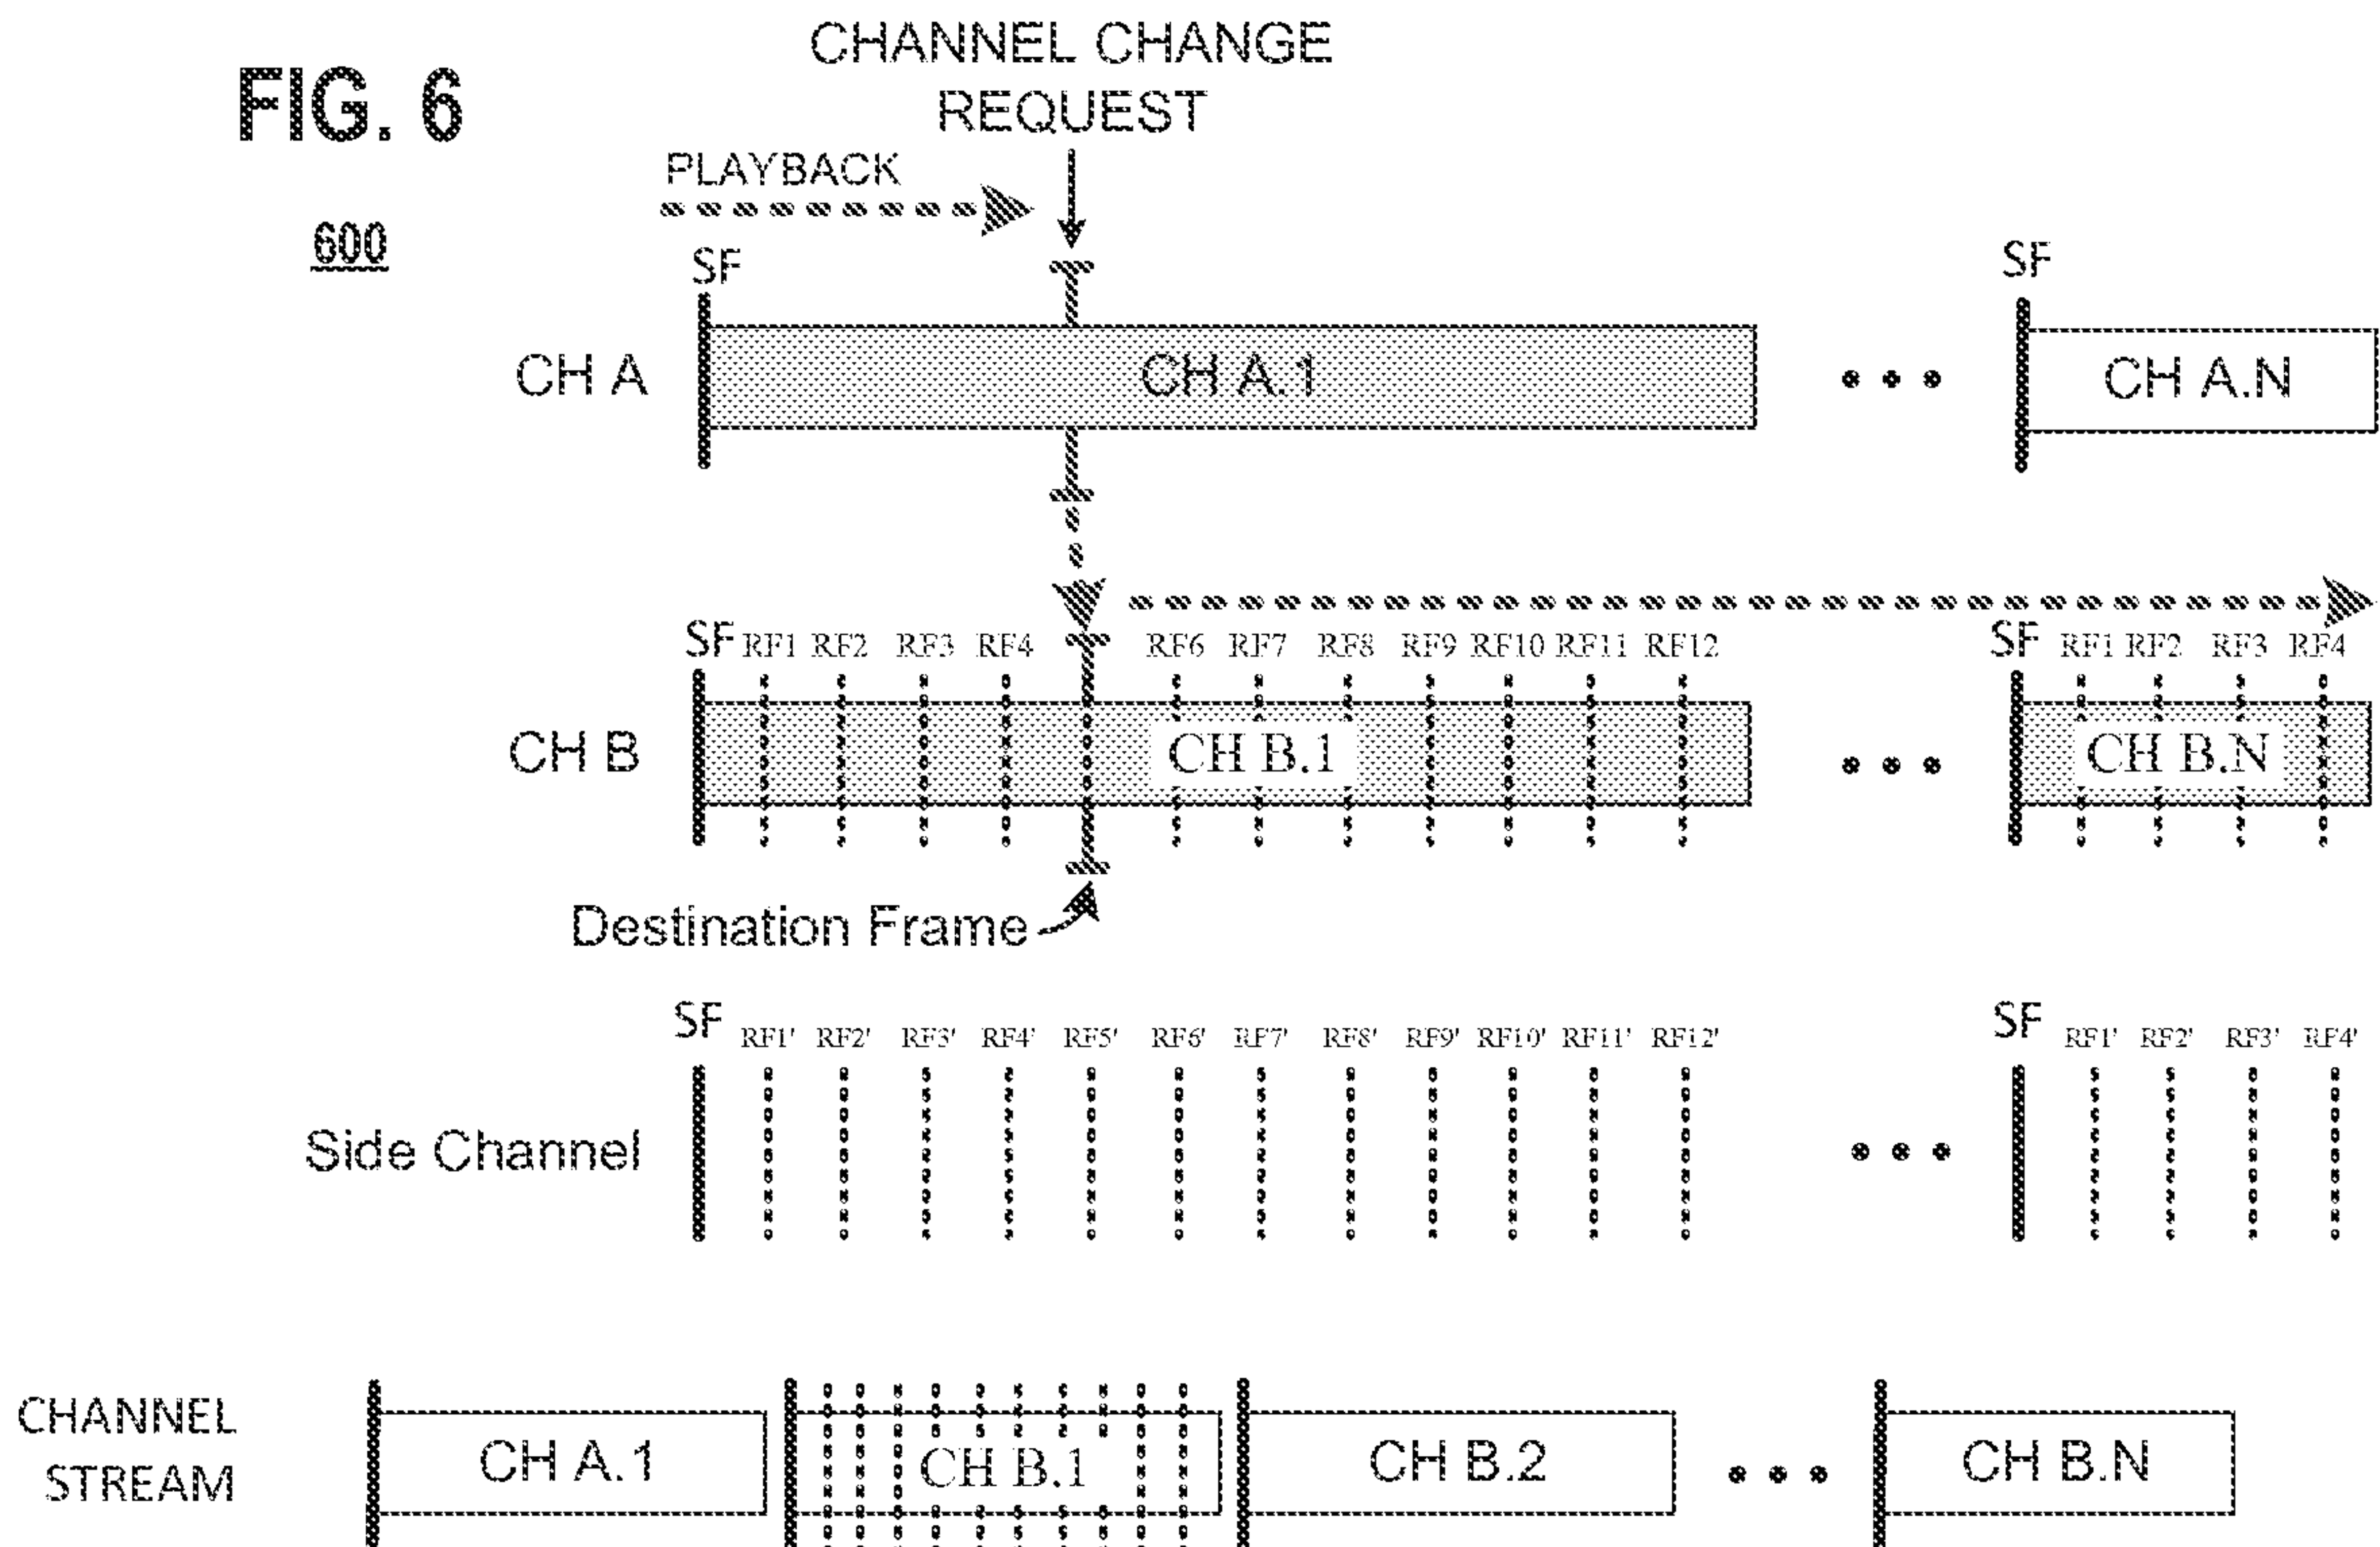 FIG. 6
600
CHANNEL CHANGE
REQUEST
PLAYBACK
SF
SF
CH A
CH A.1
• • •
CH A.N
SF RF1 RF2 RF3 RF4 RF6 RF7 RF8 RF9 RF10 RF11 RF12
SF RF1 RF2 RF3 RF4
CH B
CH B.1
• • •
CH B.N
Destination Frame
SF RF1' RF2' RF3' RF4' RF5' RF6' RF7' RF8' RF9' RF10' RF11' RF12'
SF RF1' RF2' RF3' RF4'
Side Channel
• • •
CHANNEL
STREAM
CH A.1
CH B.1
CH B.2
• • •
CH B.N